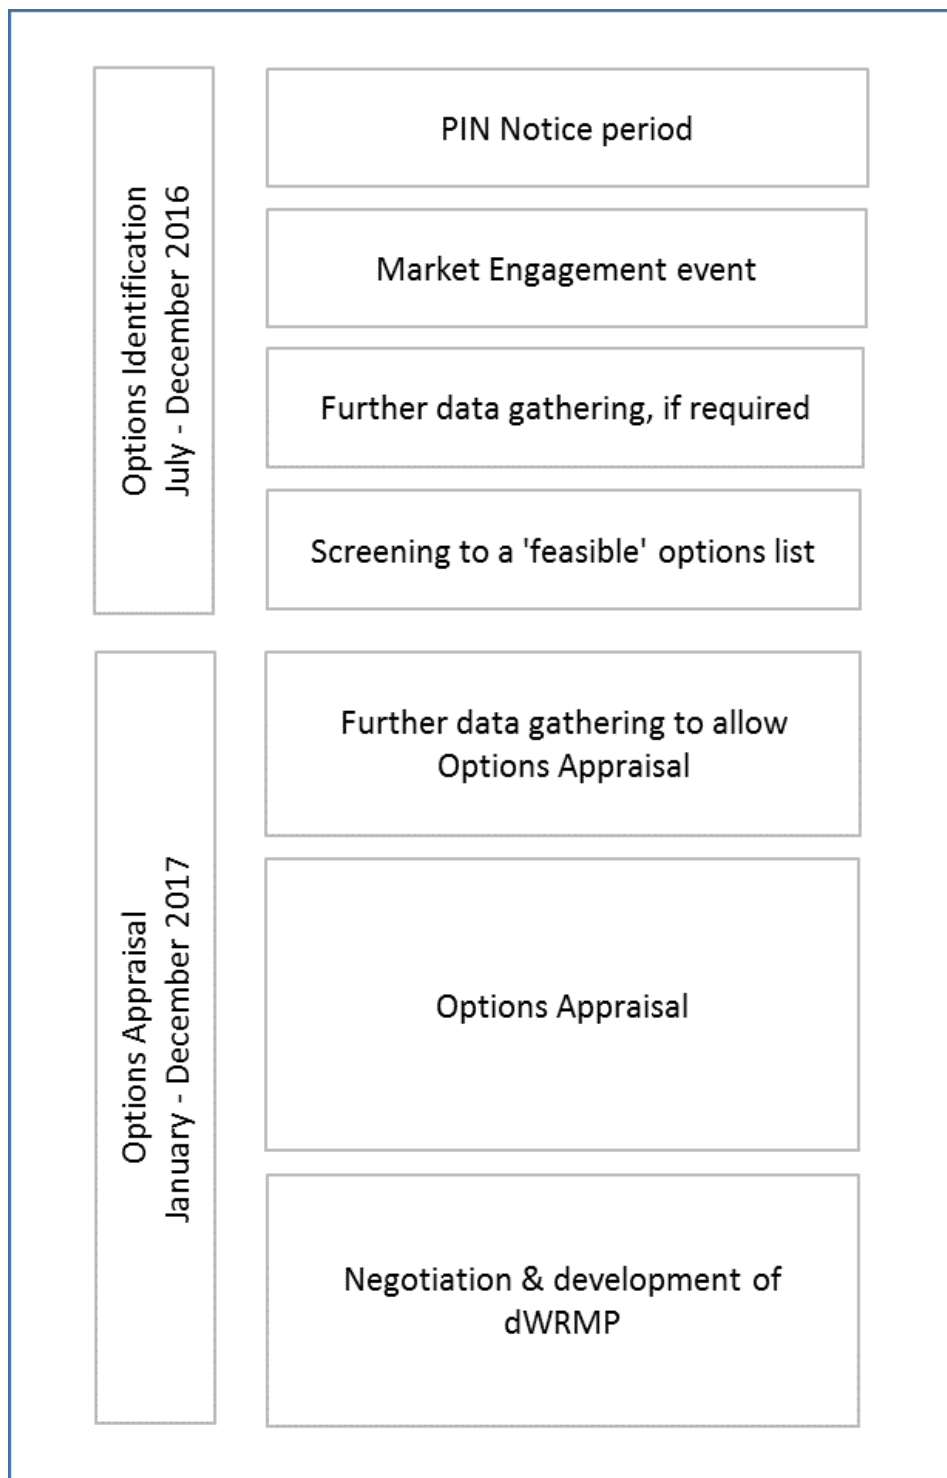 Options Identification
July - December 2016
PIN Notice period
Market Engagement event
Further data gathering, if required
Screening to a 'feasible' options list
Options Appraisal
January - December 2017
Further data gathering to allow
Options Appraisal
Options Appraisal
Negotiation & development of
dWRMP